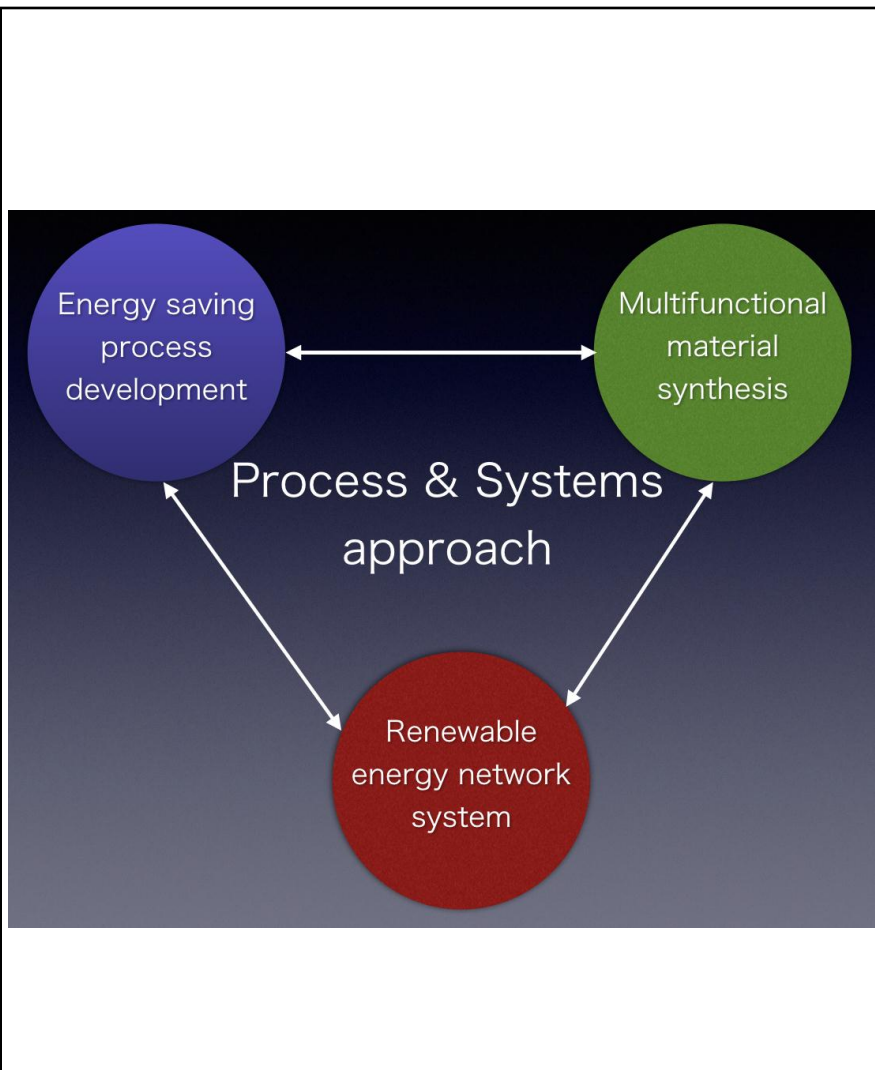 Energy saving
process
development
Multifunctional
material
synthesis
Process & Systems
approach
Renewable
energy network
system